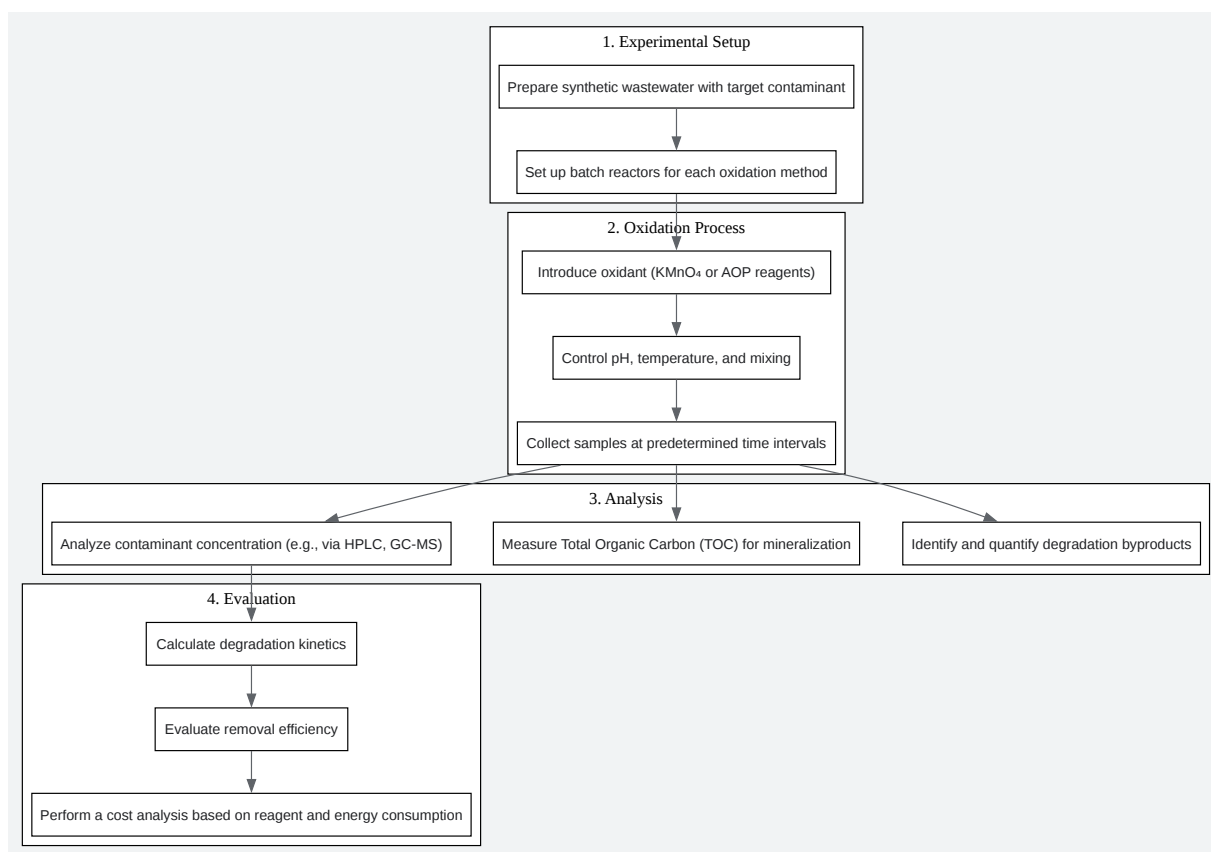 1. Experimental Setup
Prepare synthetic wastewater with target contaminant
Set up batch reactors for each oxidation method
2. Oxidation Process
Introduce oxidant (KMnO₄ or AOP reagents)
Control pH, temperature, and mixing
Collect samples at predetermined time intervals
3. Analysis
Analyze contaminant concentration (e.g., via HPLC, GC-MS)
Measure Total Organic Carbon (TOC) for mineralization
Identify and quantify degradation byproducts
4. Evaluation
Calculate degradation kinetics
Evaluate removal efficiency
Perform a cost analysis based on reagent and energy consumption